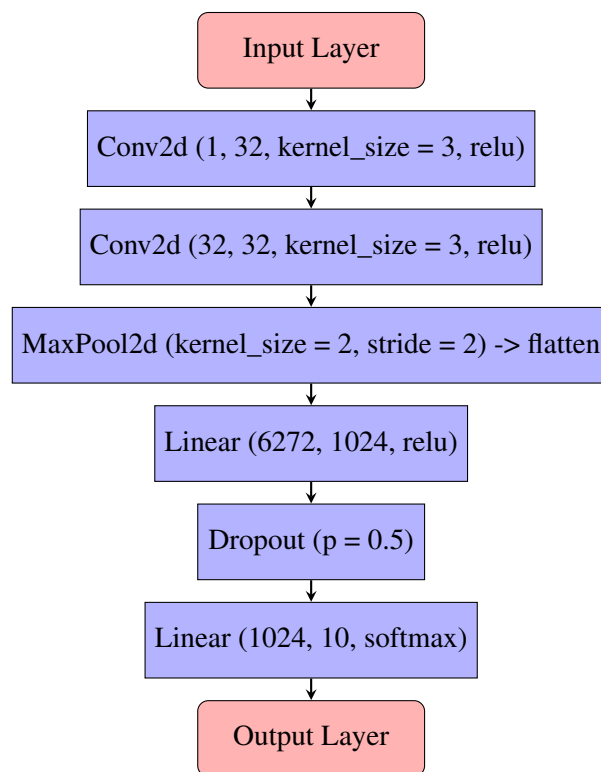 Input Layer
Conv2d (1, 32, kernel_size = 3, relu)
Conv2d (32, 32, kernel_size = 3, relu)
MaxPool2d (kernel_size = 2, stride = 2) -> flatten
Linear (6272, 1024, relu)
Dropout (p = 0.5)
Linear (1024, 10, softmax)
Output Layer